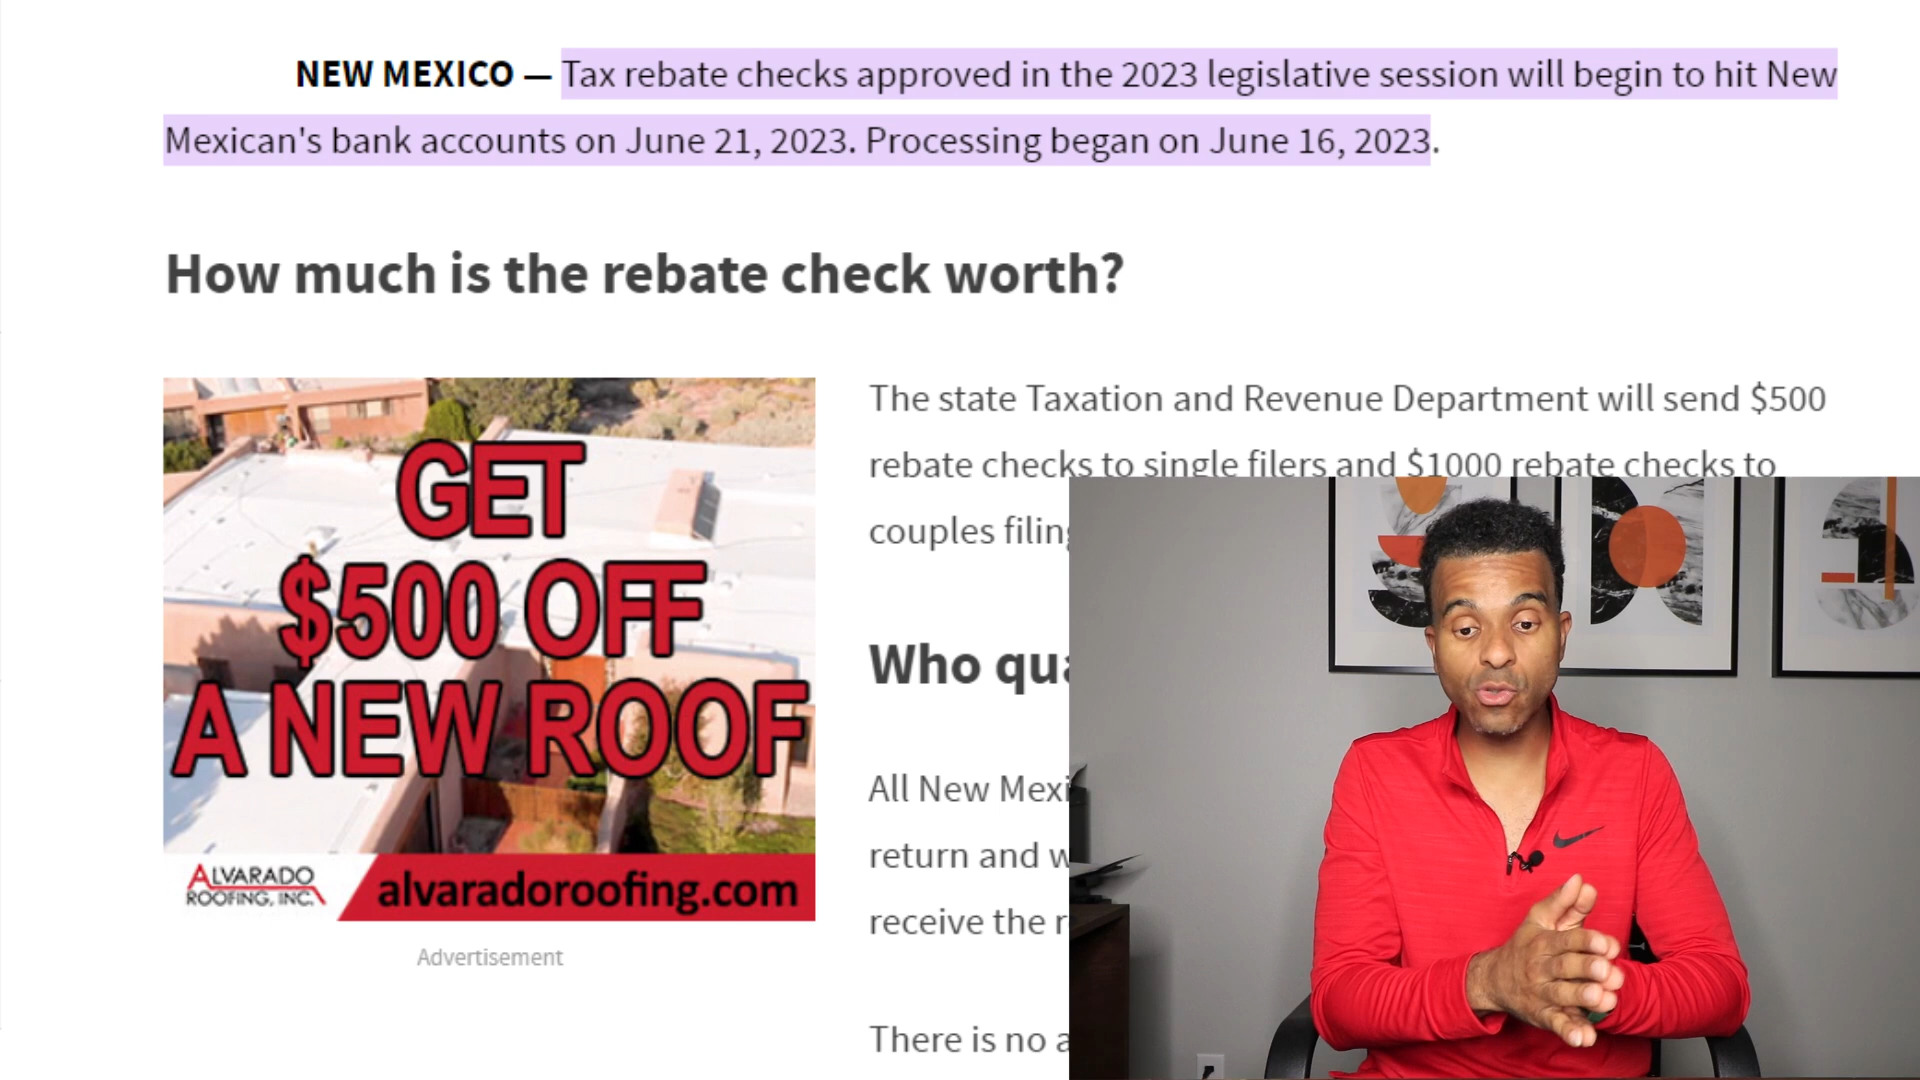 NEW MEXICO — Tax rebate checks approved in the 2023 legislative session will begin to hit New
Mexican's bank accounts on June 21, 2023. Processing began on June 16, 2023.
How much is the rebate check worth?
GET
$500 OFF
A NEW ROOF
ALVARADO
ROOFING, INC.
alvaradoroofing.com
Advertisement
The state Taxation and Revenue Department will send $500
rebate checks to single filers and $1000 rebate checks to
couples filing
Who
All New
return and
receive the
There is no